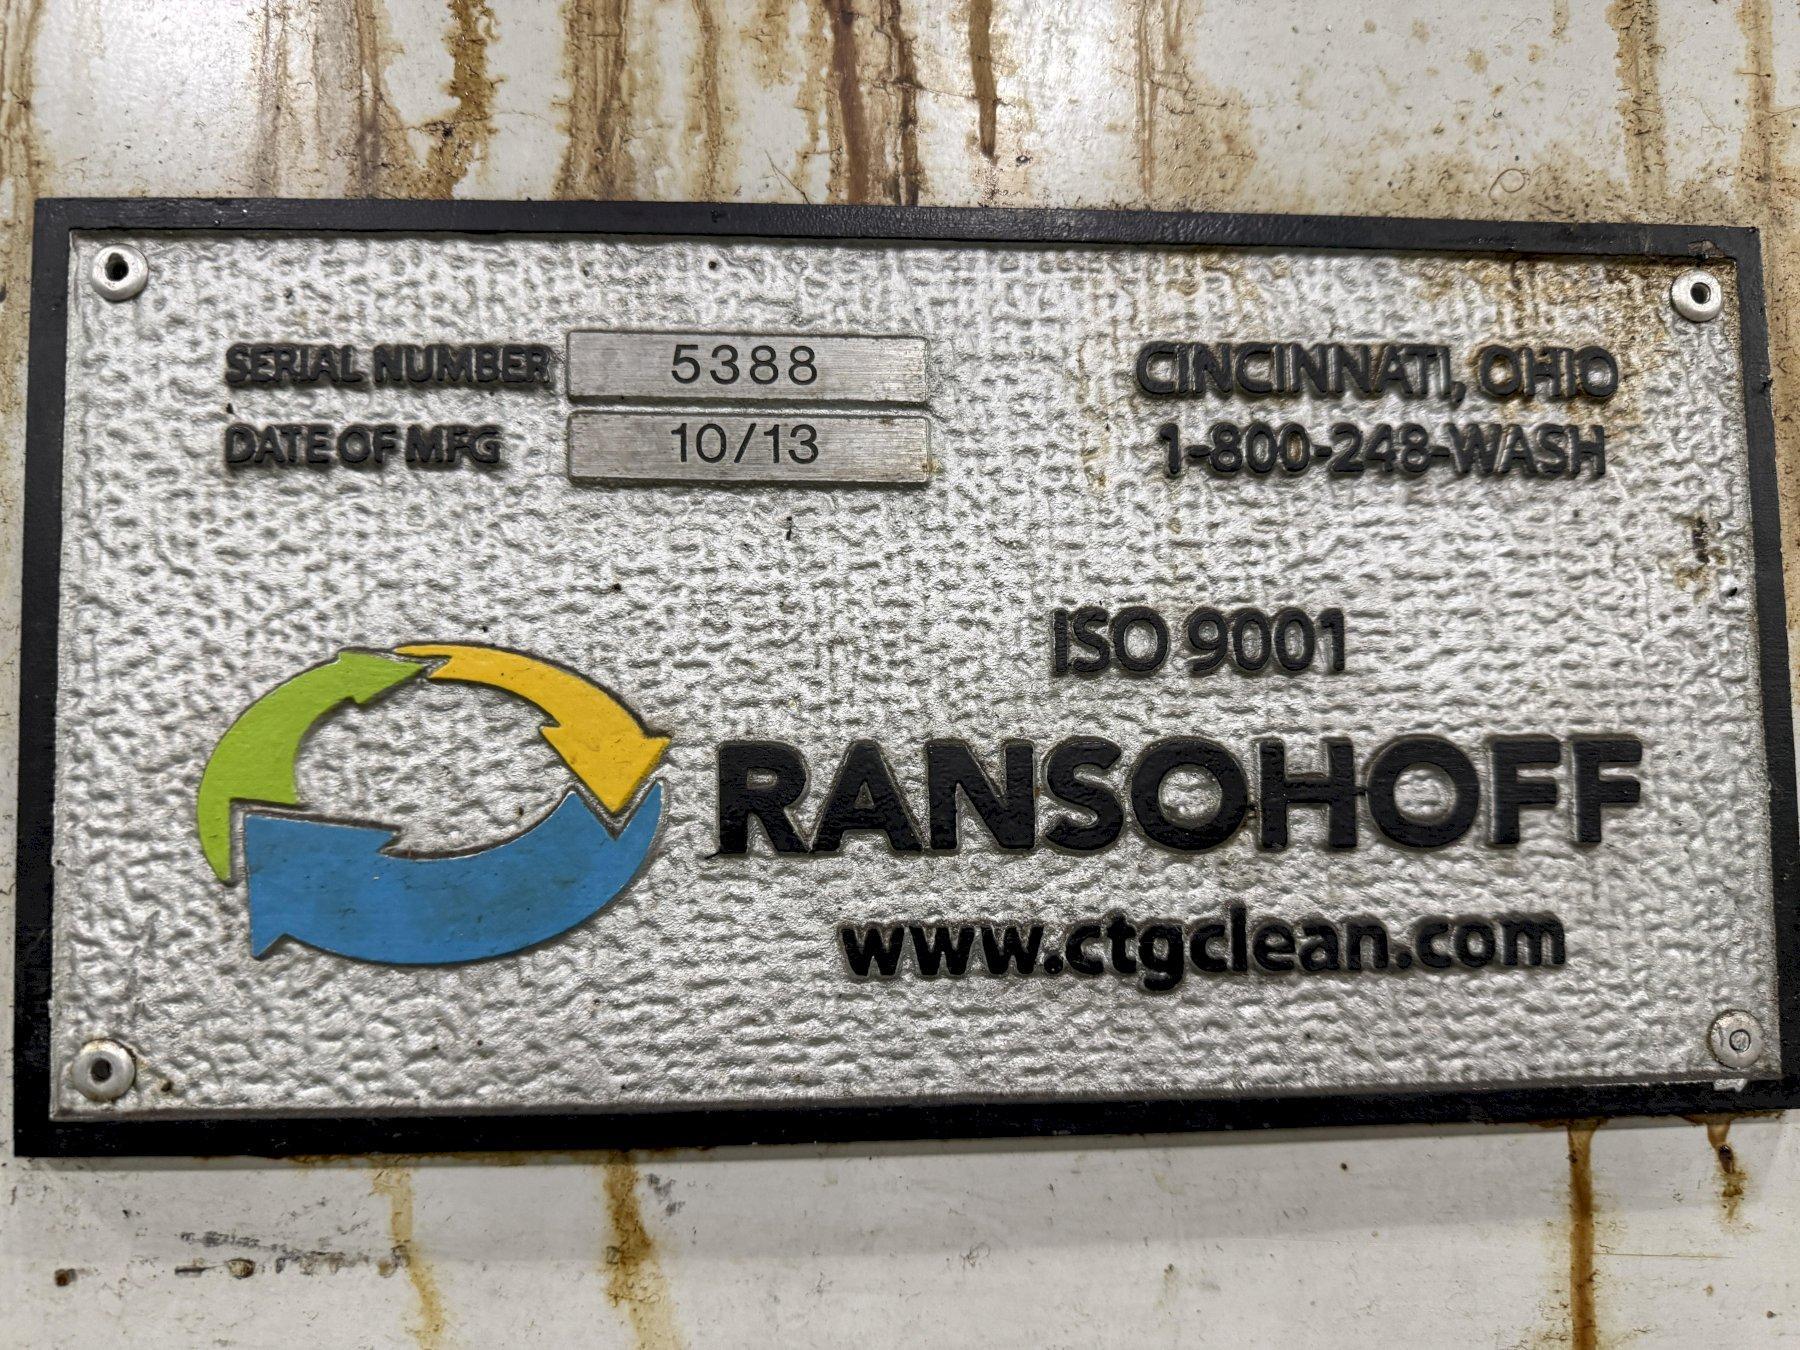 SERIAL NUMBER 5388
DATE OF MFG 10/13
CINCINNATI, OHIO
1-800-248-WASH
ISO 9001
RANSOHOFF
www.ctgclean.com